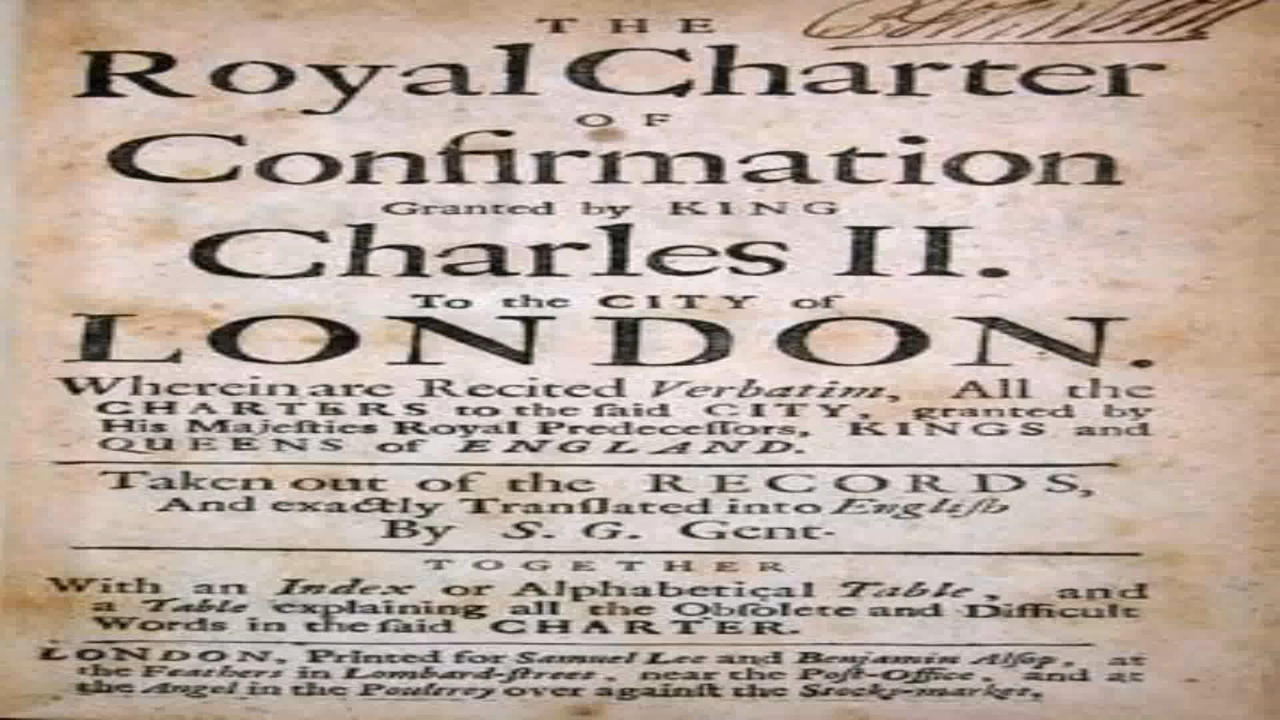 THE
Royal Charter
OF
Confirmation
Granted by KING
Charles II.
To the CITY of
LONDON.
Wherein are Recited Verbatim, All the
CHARTERS to the ſaid CITY, granted by
His Majeſties Royal Predeceſſors, KINGS and
QUEENS of ENGLAND.
Taken out of the RECORDS,
And exactly Tranſlated into Engliſh
By S. G. Gent.
TOGETHER
With an Index or Alphabetical Table, and
a Table explaining all the Obſolete and Difficult
Words in the ſaid CHARTER.
LONDON, Printed for Samuel Lee and Benjamin Alſop, at
the Feathers in Lombard-ſtreet, near the Poſt-Office, and at
the Angel in the Poultrey over againſt the Stocks-market,